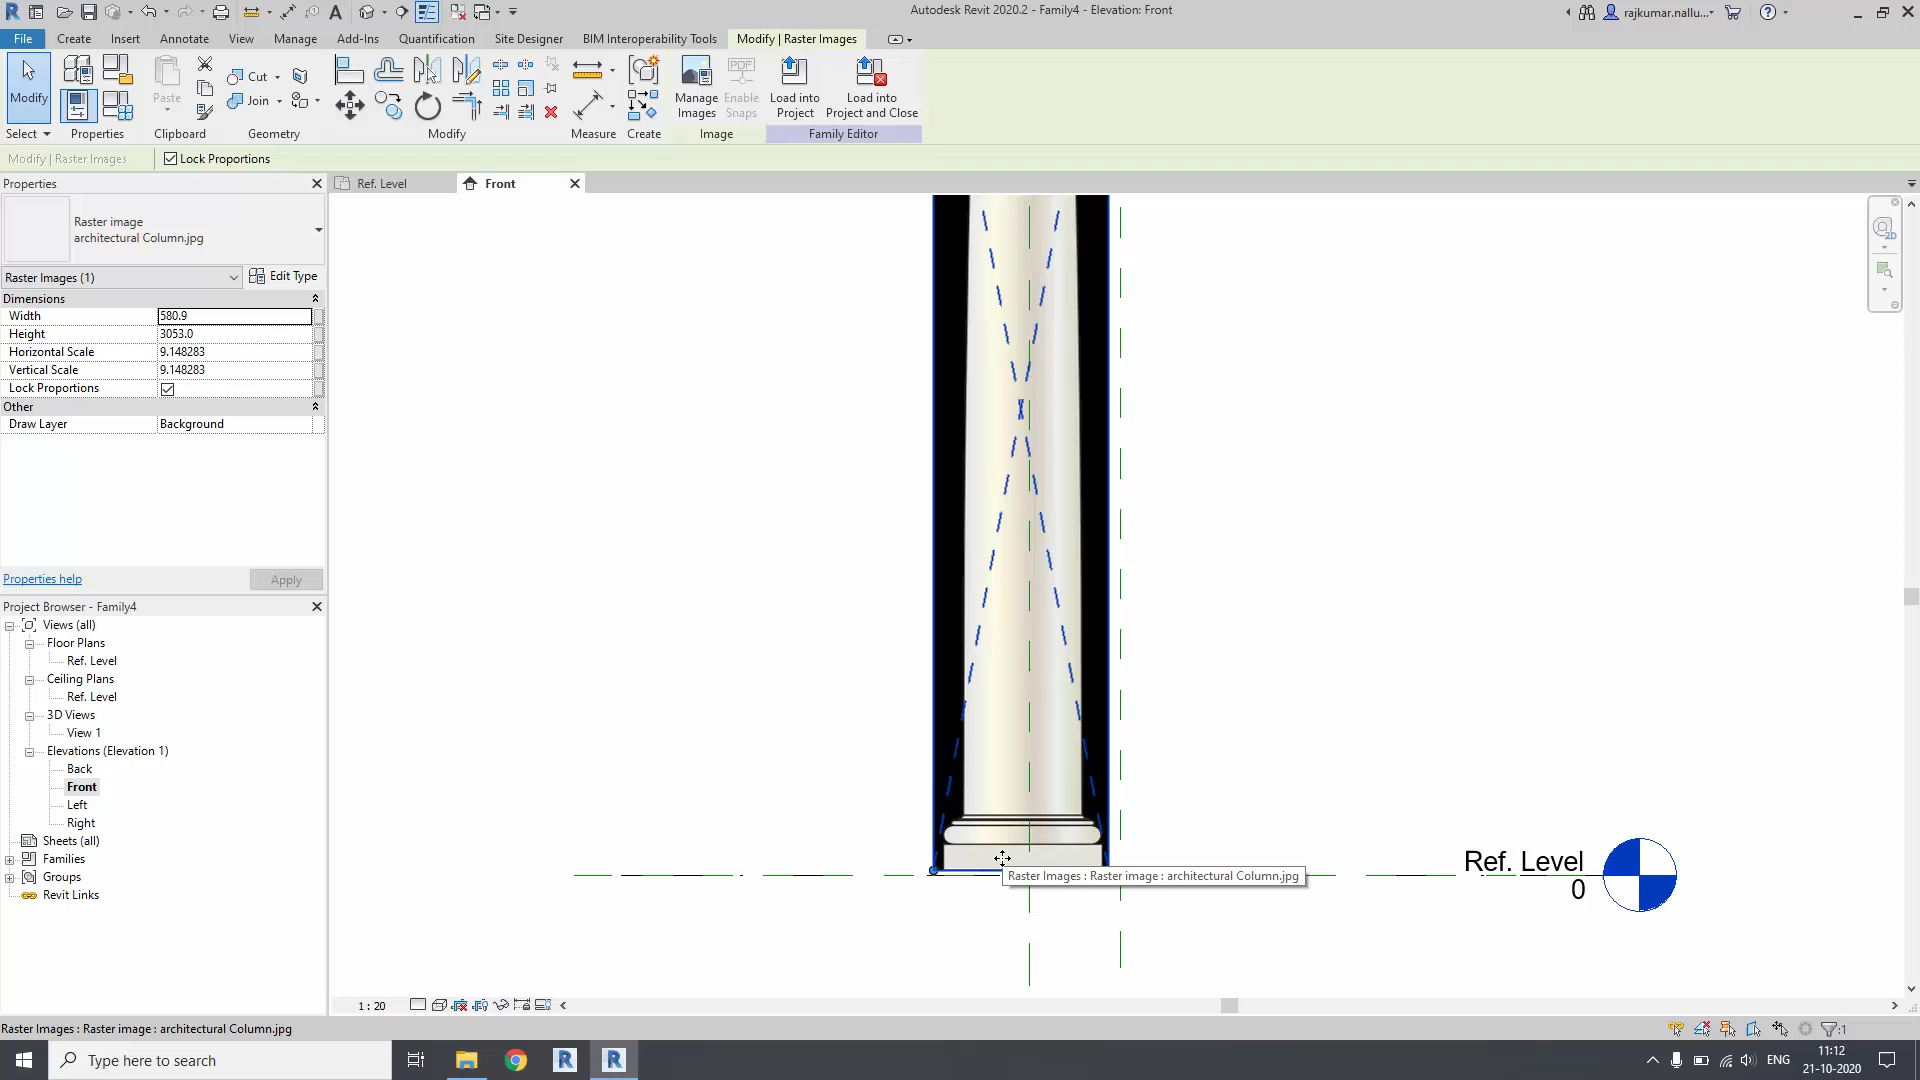 Autodesk Revit 2020.2 - Family4 - Elevation: Front
rajkumar.nallu...
File
Create
Insert
Annotate
View
Manage
Add-Ins
Quantification
Site Designer
BIM Interoperability Tools
Modify | Raster Images
Modify
Paste
Cut
Join
Manage
Images
Enable
Snaps
Load into
Project
Load into
Project and Close
Select
Properties
Clipboard
Geometry
Modify
Measure
Create
Image
Family Editor
Modify | Raster Images
Lock Proportions
Properties
Ref. Level
Front
Raster image
architectural Column.jpg
Raster Images (1)
Edit Type
Dimensions
Width 580.9
Height 3053.0
Horizontal Scale 9.148283
Vertical Scale 9.148283
Lock Proportions
Other
Draw Layer Background
Properties help
Apply
Project Browser - Family4
Views (all)
Floor Plans
Ref. Level
Ceiling Plans
Ref. Level
3D Views
View 1
Elevations (Elevation 1)
Back
Front
Left
Right
Sheets (all)
Families
Groups
Revit Links
Ref. Level
0
Raster Images : Raster image : architectural Column.jpg
1 : 20
Raster Images : Raster image : architectural Column.jpg
:1
Type here to search
ENG
11:12
21-10-2020